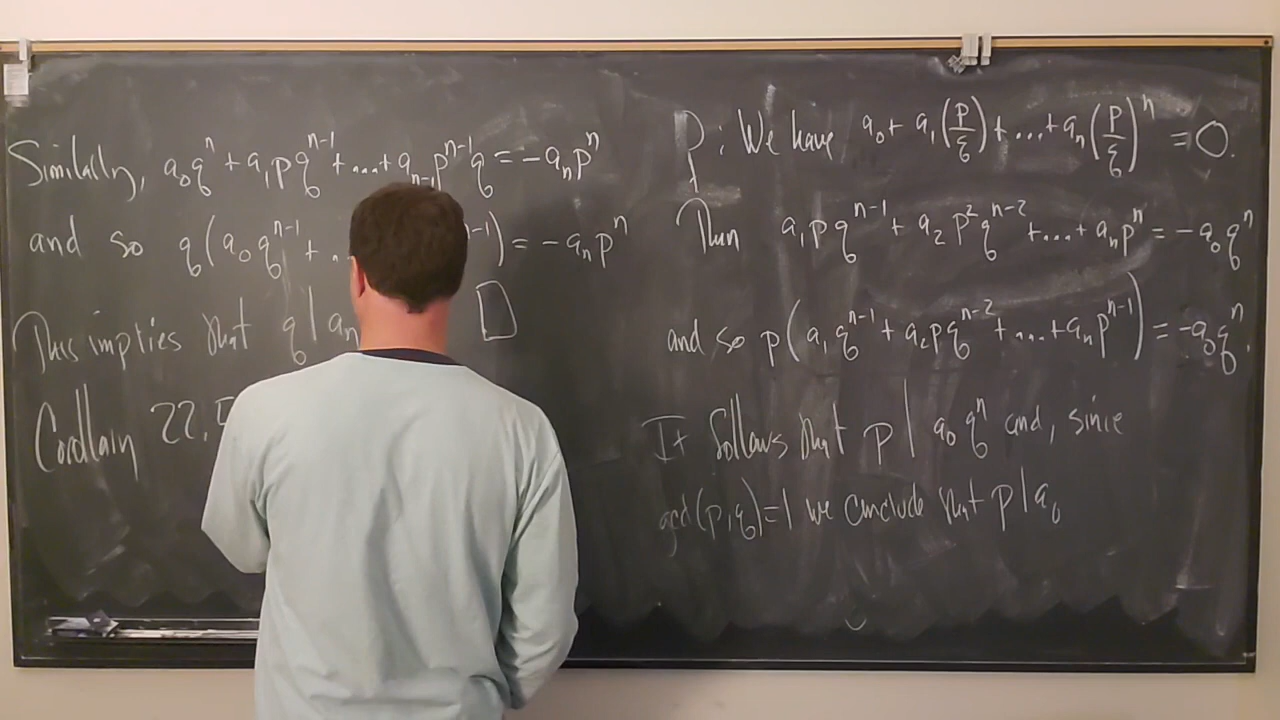 Similarly, a₀qⁿ + a₁pqⁿ⁻¹ + ... + aₙ₋₁pⁿ⁻¹q = -aₙpⁿ
and so q(a₀qⁿ⁻¹ + .. ⁻¹) = -aₙpⁿ
This implies that q | aₙ □
Corollary 22.5
P: We have a₀ + a₁(p/q) + ... + aₙ(p/q)ⁿ = 0.
Then a₁pqⁿ⁻¹ + a₂p²qⁿ⁻² + ... + aₙpⁿ = -a₀qⁿ
and so p(a₁qⁿ⁻¹ + a₂pqⁿ⁻² + ... + aₙpⁿ⁻¹) = -a₀qⁿ.
It follows that p | a₀qⁿ and, since
gcd(p,q)=1 we conclude that p | a₀